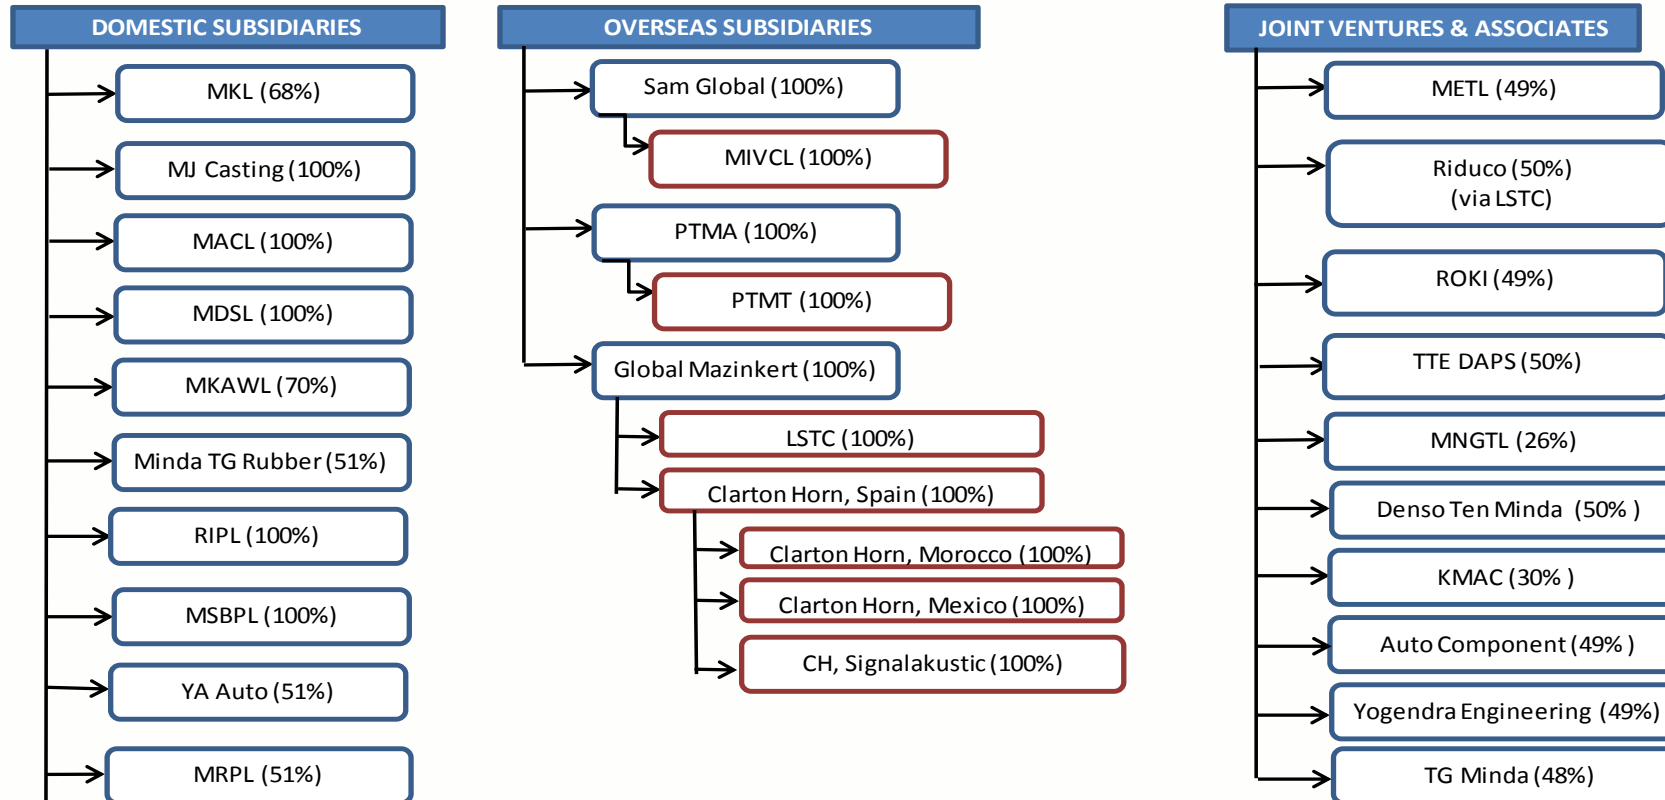 DOMESTIC SUBSIDIARIES
MKL (68%)
MJ Casting (100%)
MACL (100%)
MDSL (100%)
MKAWL (70%)
Minda TG Rubber (51%)
RIPL (100%)
MSBPL (100%)
YA Auto (51%)
MRPL (51%)
OVERSEAS SUBSIDIARIES
Sam Global (100%)
MIVCL (100%)
PTMA (100%)
PTMT (100%)
Global Mazinkert (100%)
LSTC (100%)
Clarton Horn, Spain (100%)
Clarton Horn, Morocco (100%)
Clarton Horn, Mexico (100%)
CH, Signalakustic (100%)
JOINT VENTURES & ASSOCIATES
METL (49%)
Riduco (50%)
(via LSTC)
ROKI (49%)
TTE DAPS (50%)
MNGTL (26%)
Denso Ten Minda (50% )
KMAC (30% )
Auto Component (49% )
Yogendra Engineering (49%)
TG Minda (48%)